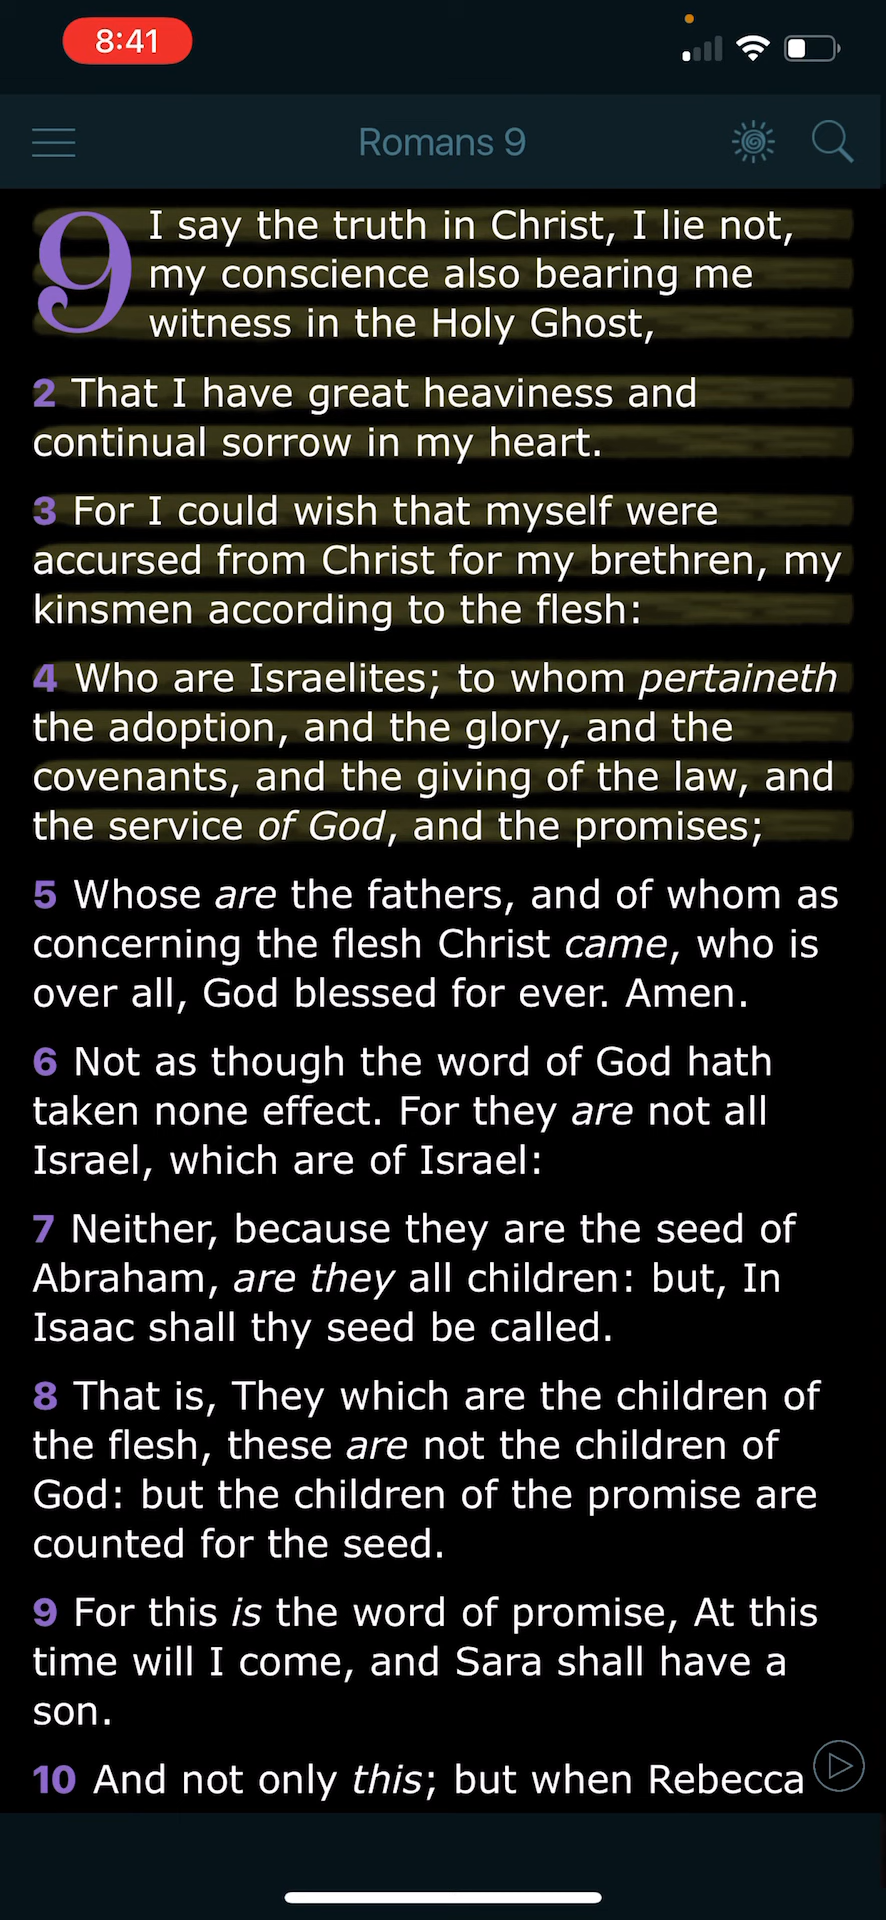 8:41
Romans 9
9 I say the truth in Christ, I lie not,
my conscience also bearing me
witness in the Holy Ghost,
2 That I have great heaviness and
continual sorrow in my heart.
3 For I could wish that myself were
accursed from Christ for my brethren, my
kinsmen according to the flesh:
4 Who are Israelites; to whom pertaineth
the adoption, and the glory, and the
covenants, and the giving of the law, and
the service of God, and the promises;
5 Whose are the fathers, and of whom as
concerning the flesh Christ came, who is
over all, God blessed for ever. Amen.
6 Not as though the word of God hath
taken none effect. For they are not all
Israel, which are of Israel:
7 Neither, because they are the seed of
Abraham, are they all children: but, In
Isaac shall thy seed be called.
8 That is, They which are the children of
the flesh, these are not the children of
God: but the children of the promise are
counted for the seed.
9 For this is the word of promise, At this
time will I come, and Sara shall have a
son.
10 And not only this; but when Rebecca